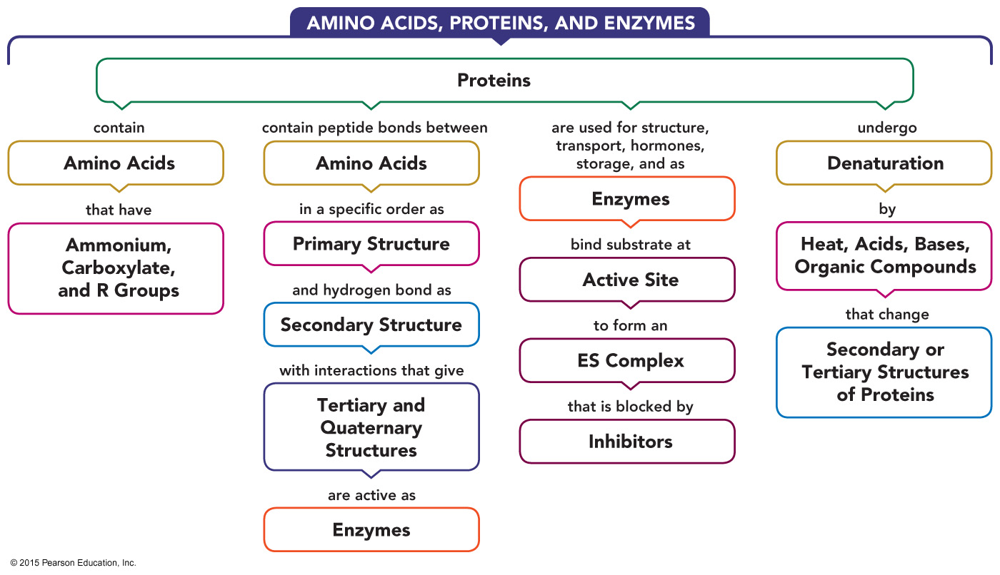 AMINO ACIDS, PROTEINS, AND ENZYMES
Proteins
contain
Amino Acids
that have
Ammonium,
Carboxylate,
and R Groups
contain peptide bonds between
Amino Acids
in a specific order as
Primary Structure
and hydrogen bond as
Secondary Structure
with interactions that give
Tertiary and
Quaternary
Structures
are active as
Enzymes
are used for structure,
transport, hormones,
storage, and as
Enzymes
bind substrate at
Active Site
to form an
ES Complex
that is blocked by
Inhibitors
undergo
Denaturation
by
Heat, Acids, Bases,
Organic Compounds
that change
Secondary or
Tertiary Structures
of Proteins
© 2015 Pearson Education, Inc.